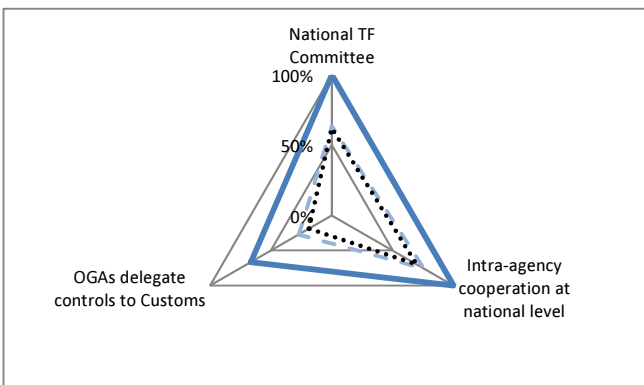 National TF
Committee
100%
50%
0%
OGAs delegate
controls to Customs
Intra-agency
cooperation at
national level